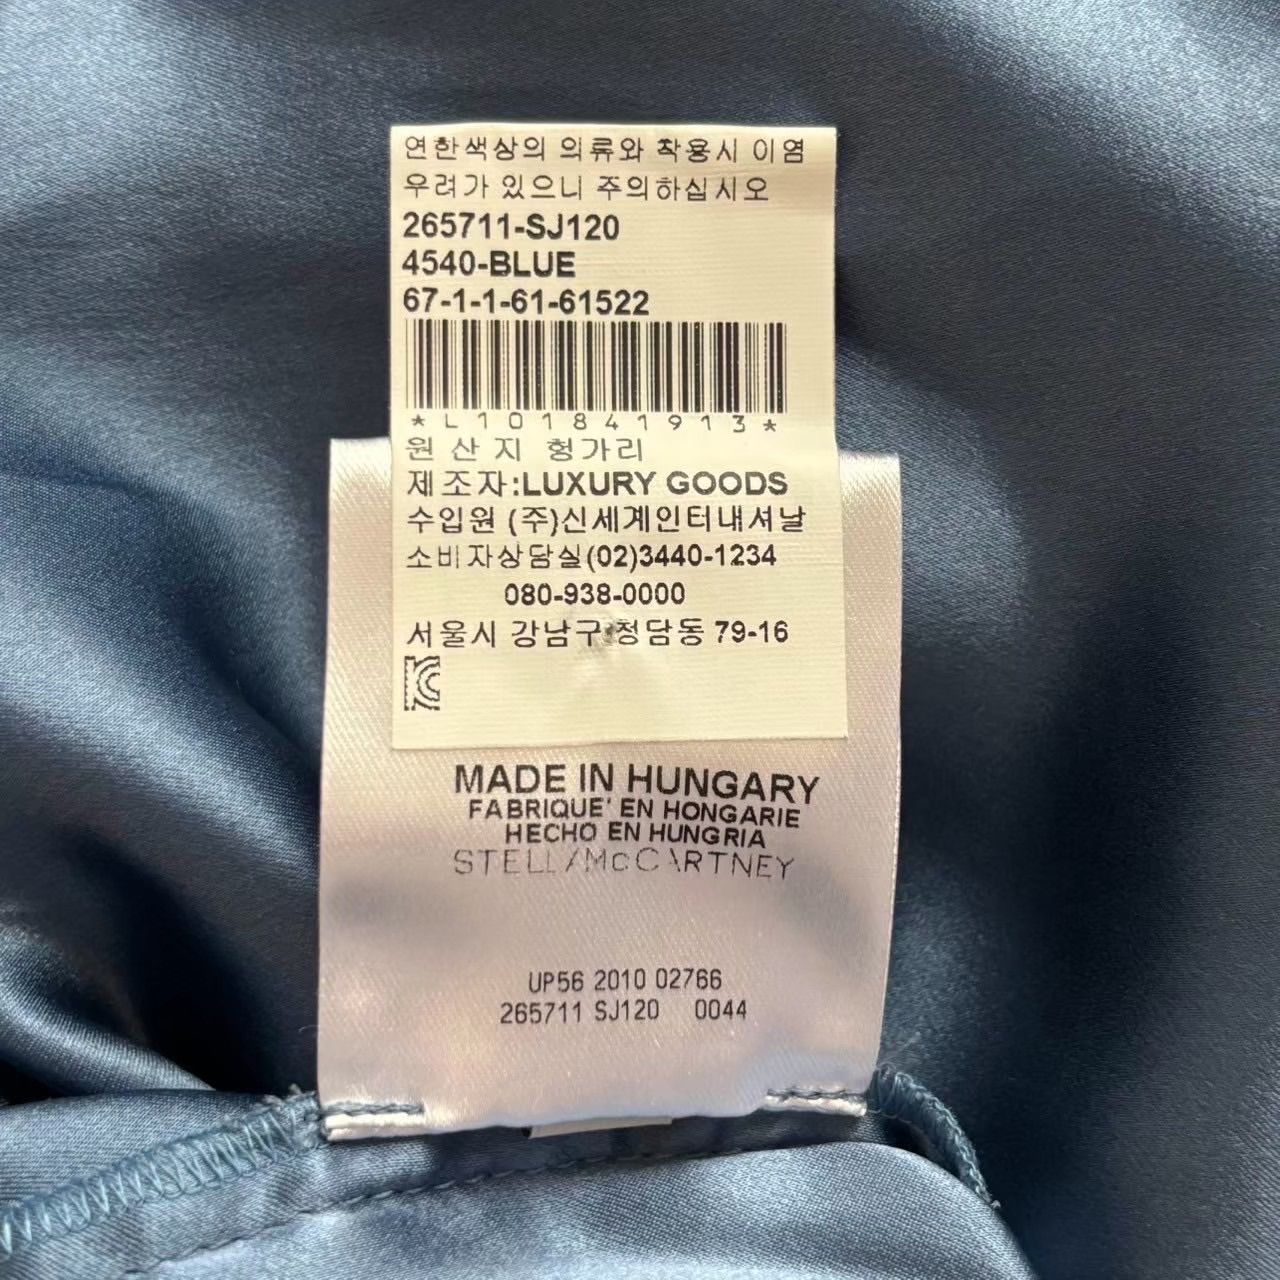 연한색상의 의류와 착용시 이염
우려가 있으니 주의하십시오
265711-SJ120
4540-BLUE
67-1-1-61-61522
*L101841913*
원 산 지 헝가리
제조자:LUXURY GOODS
수입원 (주)신세계인터내셔날
소비자상담실(02)3440-1234
080-938-0000
서울시 강남구 청담동 79-16
MADE IN HUNGARY
FABRIQUE' EN HONGARIE
HECHO EN HUNGRIA
STELLA McCARTNEY
UP56 2010 02766
265711 SJ120 0044